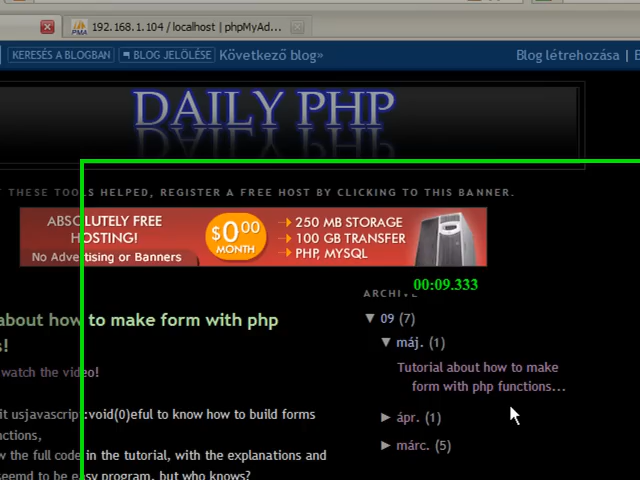 192.168.1.104 / localhost | phpMyAd...
KERESÉS A BLOGBAN BLOG JELÖLÉSE Következő blog» Blog létrehozása |
DAILY PHP
THESE TOOLS HELPED, REGISTER A FREE HOST BY CLICKING TO THIS BANNER.
ABSOLUTELY FREE
HOSTING!
No Advertising or Banners
$0.00
MONTH
250 MB STORAGE
100 GB TRANSFER
PHP, MYSQL
00:09.333
ARCHIVE
▼ 09 (7)
▼ máj. (1)
Tutorial about how to make
form with php functions...
► ápr. (1)
► márc. (5)
about how to make form with php
s!
watch the video!
it usjavascript:void(0)eful to know how to build forms
nctions,
w the full code in the tutorial, with the explanations and
seemd to be easy program, but who knows?